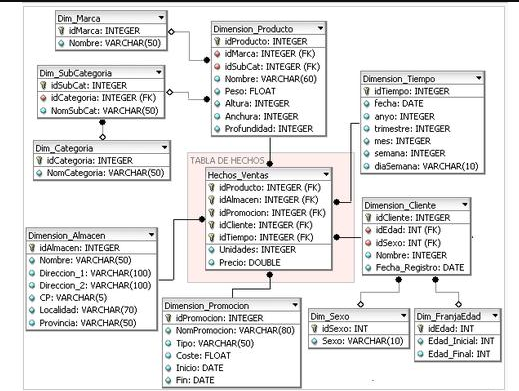 Dim_Marca
idMarca: INTEGER
Nombre: VARCHAR(50)
Dimension_Producto
idProducto: INTEGER
idMarca: INTEGER (FK)
idSubCat: INTEGER (FK)
Nombre: VARCHAR(60)
Peso: FLOAT
Altura: INTEGER
Anchura: INTEGER
Profundidad: INTEGER
Dim_SubCategoria
idSubCat: INTEGER
idCategoria: INTEGER (FK)
NomSubCat: VARCHAR(50)
Dim_Categoria
idCategoria: INTEGER
NomCategoria: VARCHAR(50)
Dimension_Tiempo
idTiempo: INTEGER
fecha: DATE
anyo: INTEGER
trimestre: INTEGER
mes: INTEGER
semana: INTEGER
diaSemana: VARCHAR(10)
TABLA DE HECHOS
Hechos_Ventas
idProducto: INTEGER (FK)
idAlmacen: INTEGER (FK)
idPromocion: INTEGER (FK)
idCliente: INTEGER (FK)
idTiempo: INTEGER (FK)
Unidades: INTEGER
Precio: DOUBLE
Dimension_Cliente
idCliente: INTEGER
idEdad: INT (FK)
idSexo: INT (FK)
Nombre: INTEGER
Fecha_Registro: DATE
Dimension_Almacen
idAlmacen: INTEGER
Nombre: VARCHAR(50)
Direccion_1: VARCHAR(100)
Direccion_2: VARCHAR(100)
CP: VARCHAR(5)
Localidad: VARCHAR(70)
Provincia: VARCHAR(50)
Dimension_Promocion
idPromocion: INTEGER
NomPromocion: VARCHAR(80)
Tipo: VARCHAR(50)
Coste: FLOAT
Inicio: DATE
Fin: DATE
Dim_Sexo
idSexo: INT
Sexo: VARCHAR(10)
Dim_FranjaEdad
idEdad: INT
Edad_Inicial: INT
Edad_Final: INT